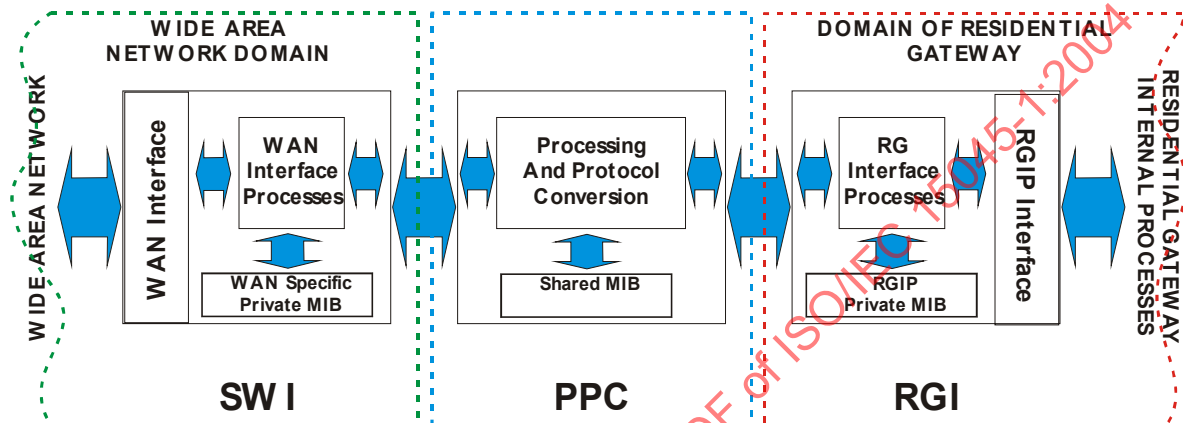 WIDE AREA
NETWORK DOMAIN
WIDE AREA NETWORK
WAN Interface
WAN
Interface
Processes
WAN Specific
Private MIB
SWI
Processing
And Protocol
Conversion
Shared MIB
PPC
DOMAIN OF RESIDENTIAL
GATEWAY
RG
Interface
Processes
RGIP
Private MIB
RGIP Interface
RGI
RESIDENTIAL GATEWAY
INTERNAL PROCESSES
DF of ISO/IEC 15045-1:2004